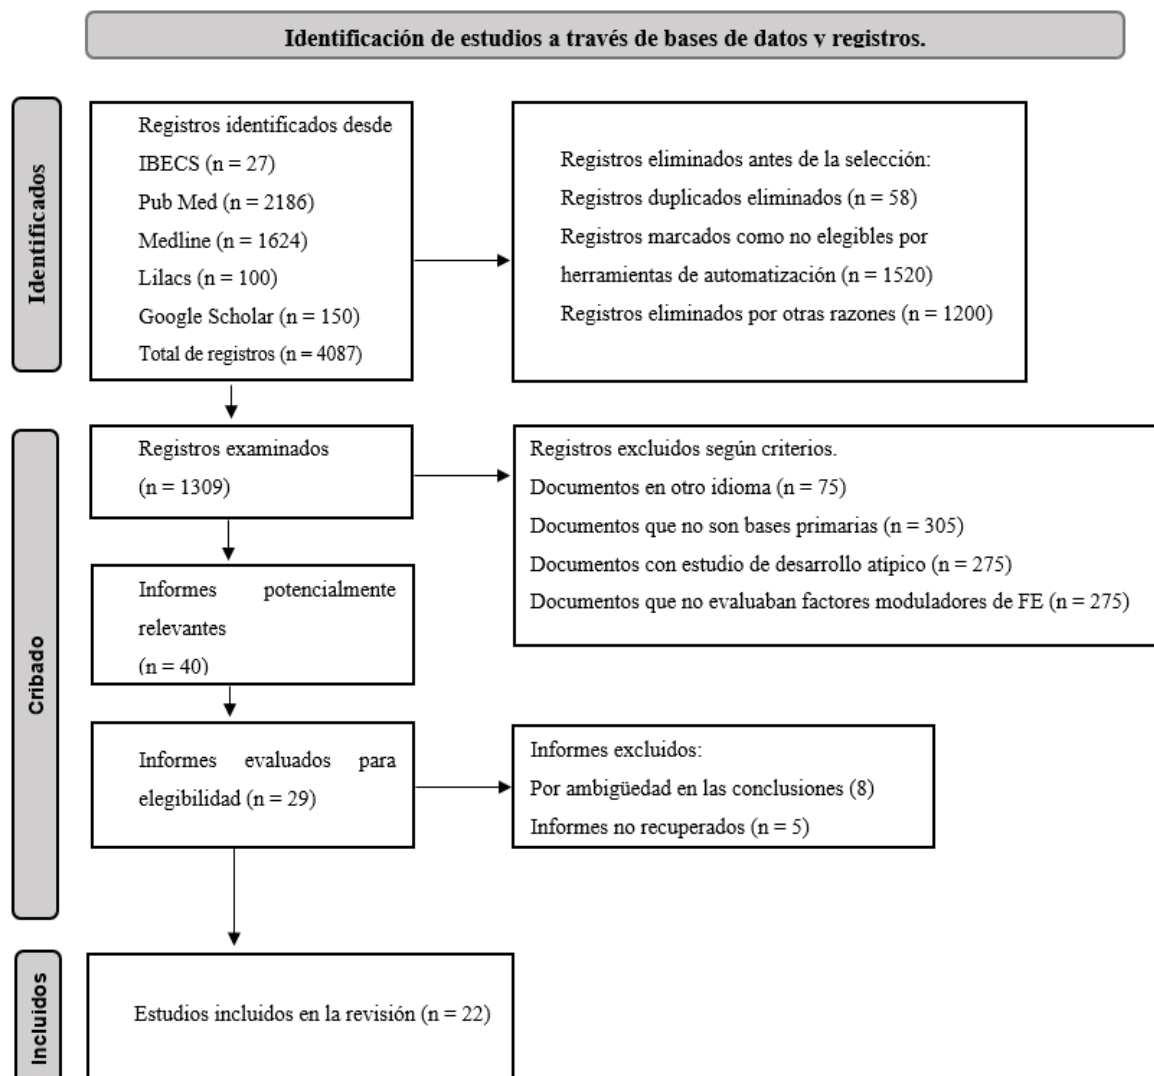 Identificación de estudios a través de bases de datos y registros.
Identificados
Registros identificados desde
IBECS (n = 27)
Pub Med (n = 2186)
Medline (n = 1624)
Lilacs (n = 100)
Google Scholar (n = 150)
Total de registros (n = 4087)
Registros eliminados antes de la selección:
Registros duplicados eliminados (n = 58)
Registros marcados como no elegibles por
herramientas de automatización (n = 1520)
Registros eliminados por otras razones (n = 1200)
Cribado
Registros examinados
(n = 1309)
Registros excluidos según criterios.
Documentos en otro idioma (n = 75)
Documentos que no son bases primarias (n = 305)
Documentos con estudio de desarrollo atípico (n = 275)
Documentos que no evaluaban factores moduladores de FE (n = 275)
Informes potencialmente
relevantes
(n = 40)
Informes evaluados para
elegibilidad (n = 29)
Informes excluidos:
Por ambigüedad en las conclusiones (8)
Informes no recuperados (n = 5)
Incluidos
Estudios incluidos en la revisión (n = 22)